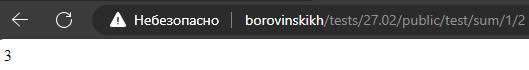 Небезопасно borovinskikh/tests/27.02/public/test/sum/1/2
3